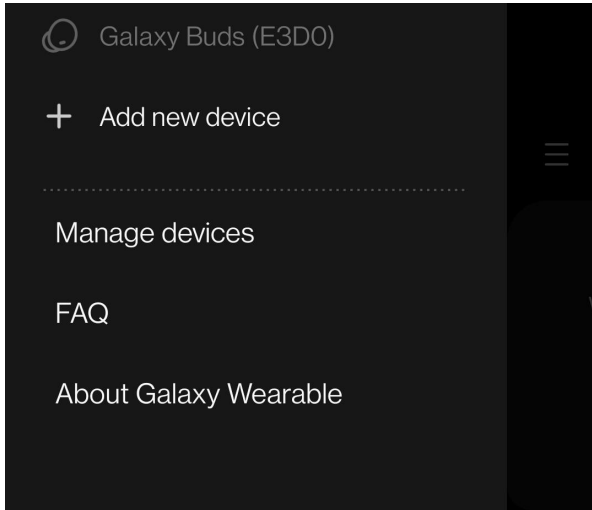 Galaxy Buds (E3D0)
Add new device
Manage devices
FAQ
About Galaxy Wearable